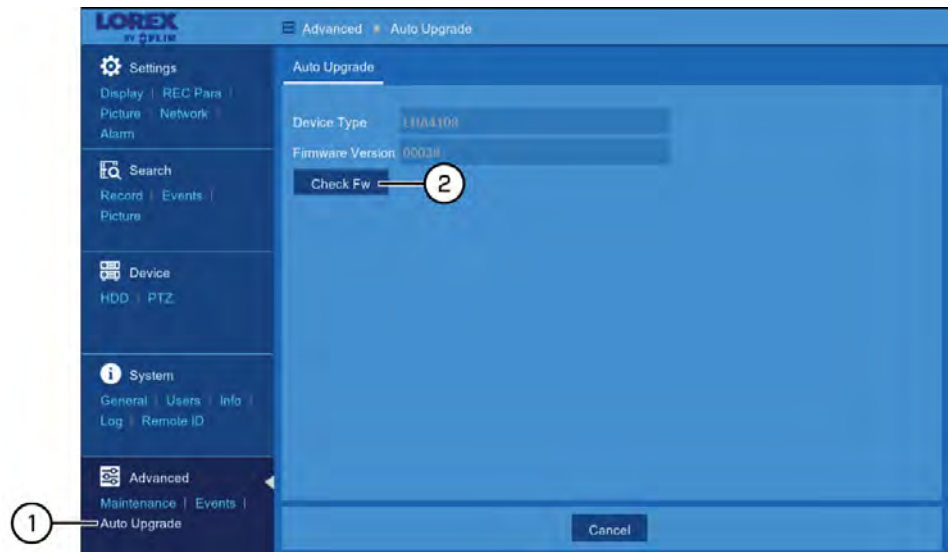 LOREX
BY FLIR
Advanced Auto Upgrade
Settings
Display | REC Para |
Picture | Network |
Alarm
Search
Record | Events |
Picture
Device
HDD | PTZ
System
General | Users | Info |
Log | Remote ID
Advanced
Maintenance | Events |
Auto Upgrade
Auto Upgrade
Device Type
Firmware Version
Check Fw
Cancel
1
2